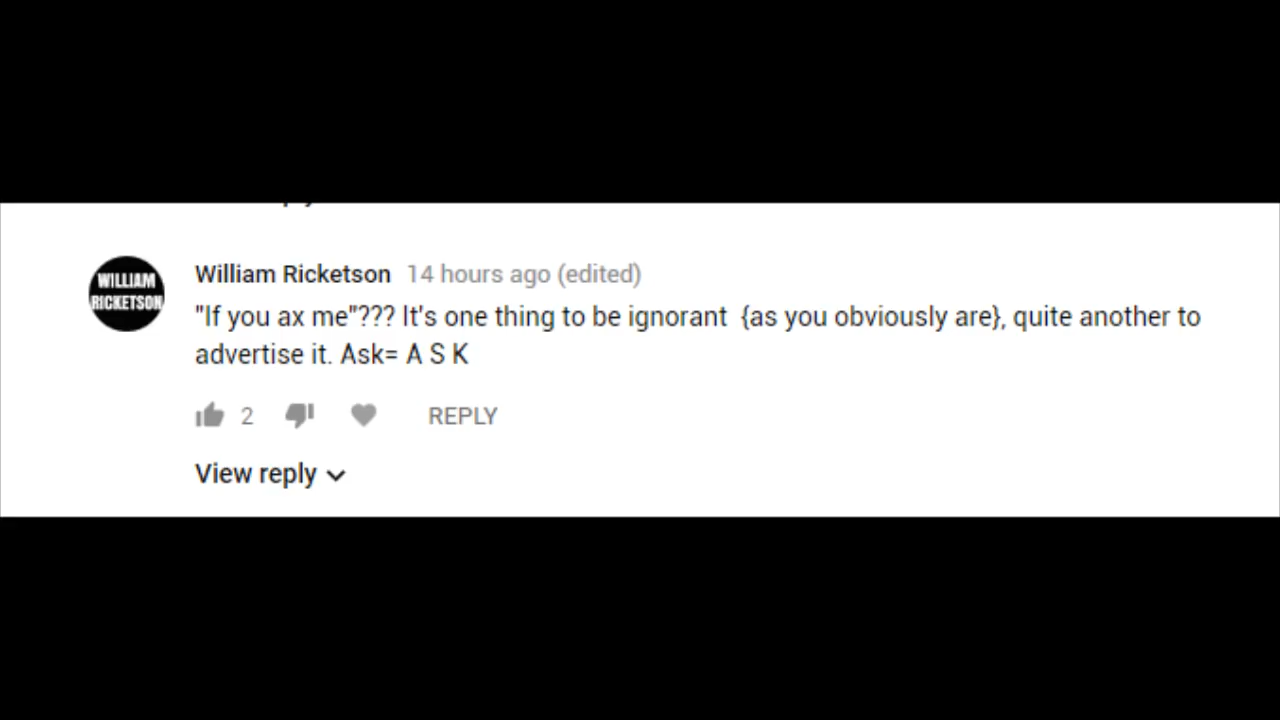 WILLIAM
RICKETSON
William Ricketson 14 hours ago (edited)
"If you ax me"??? It's one thing to be ignorant  {as you obviously are}, quite another to
advertise it. Ask= A S K
2 REPLY
View reply